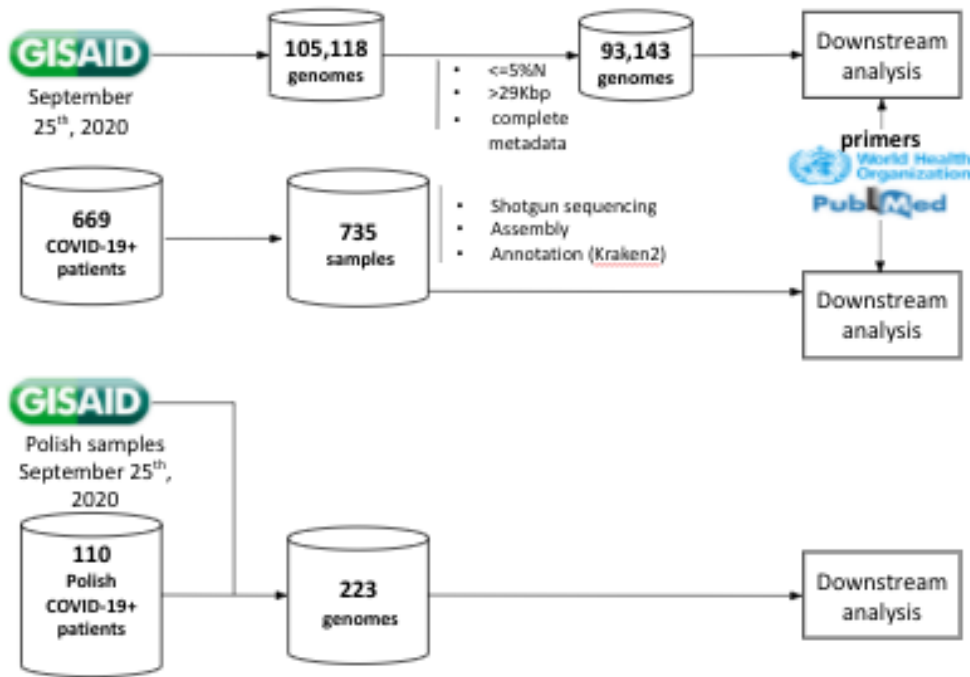 GISAID
September
25th, 2020
105,118
genomes
<=5%N
>29Kbp
complete
metadata
93,143
genomes
Downstream
analysis
primers
World Health
Organization
PubMed
669
COVID-19+
patients
735
samples
Shotgun sequencing
Assembly
Annotation (Kraken2)
Downstream
analysis
GISAID
Polish samples
September 25th,
2020
110
Polish
COVID-19+
patients
223
genomes
Downstream
analysis